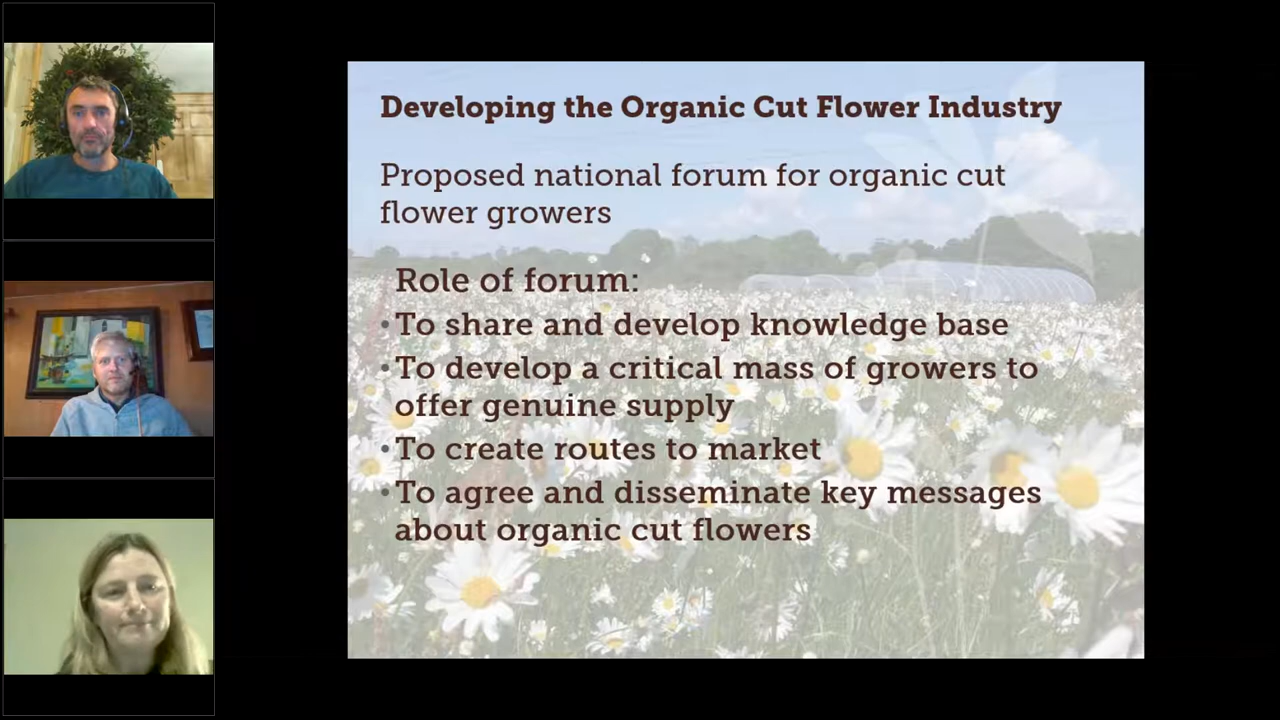 Developing the Organic Cut Flower Industry
Proposed national forum for organic cut
flower growers
Role of forum:
•To share and develop knowledge base
•To develop a critical mass of growers to
offer genuine supply
•To create routes to market
•To agree and disseminate key messages
about organic cut flowers